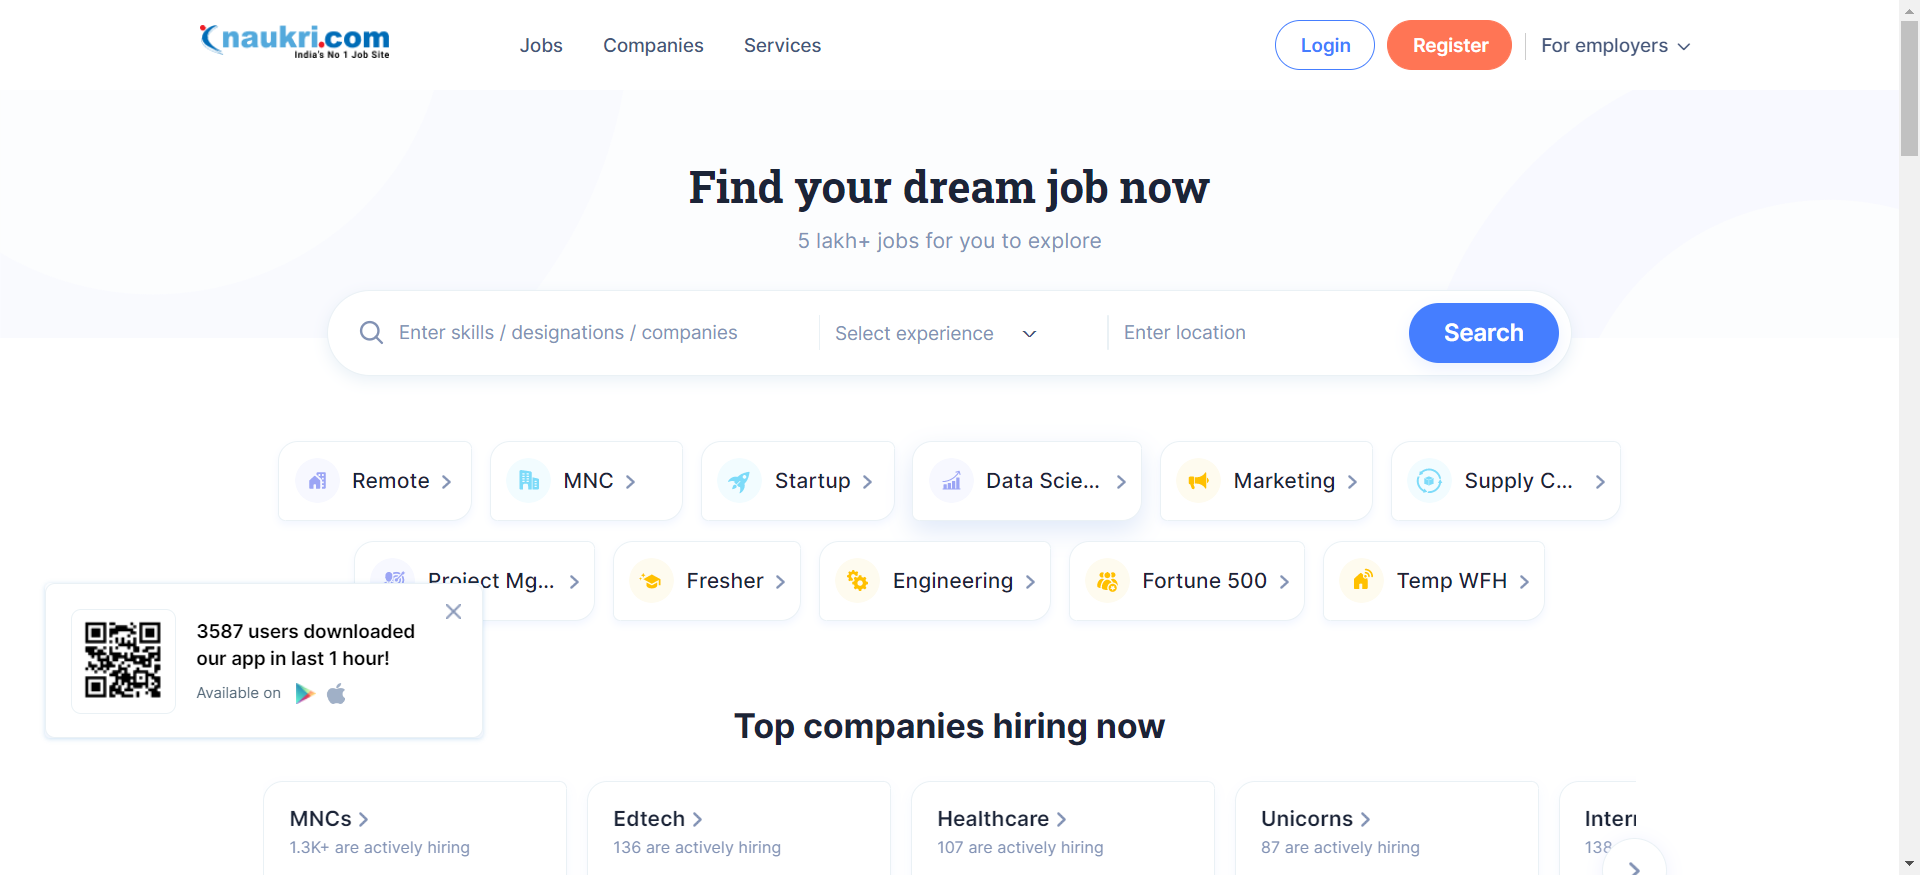 naukri.com
India's No 1 Job Site
Jobs
Companies
Services
Login
Register
For employers
Find your dream job now
5 lakh+ jobs for you to explore
Enter skills / designations / companies
Select experience
Enter location
Search
Remote
MNC
Startup
Data Scie...
Marketing
Supply C...
Project Mg...
Fresher
Engineering
Fortune 500
Temp WFH
3587 users downloaded
our app in last 1 hour!
Available on
Top companies hiring now
MNCs
1.3K+ are actively hiring
Edtech
136 are actively hiring
Healthcare
107 are actively hiring
Unicorns
87 are actively hiring
Inter
138